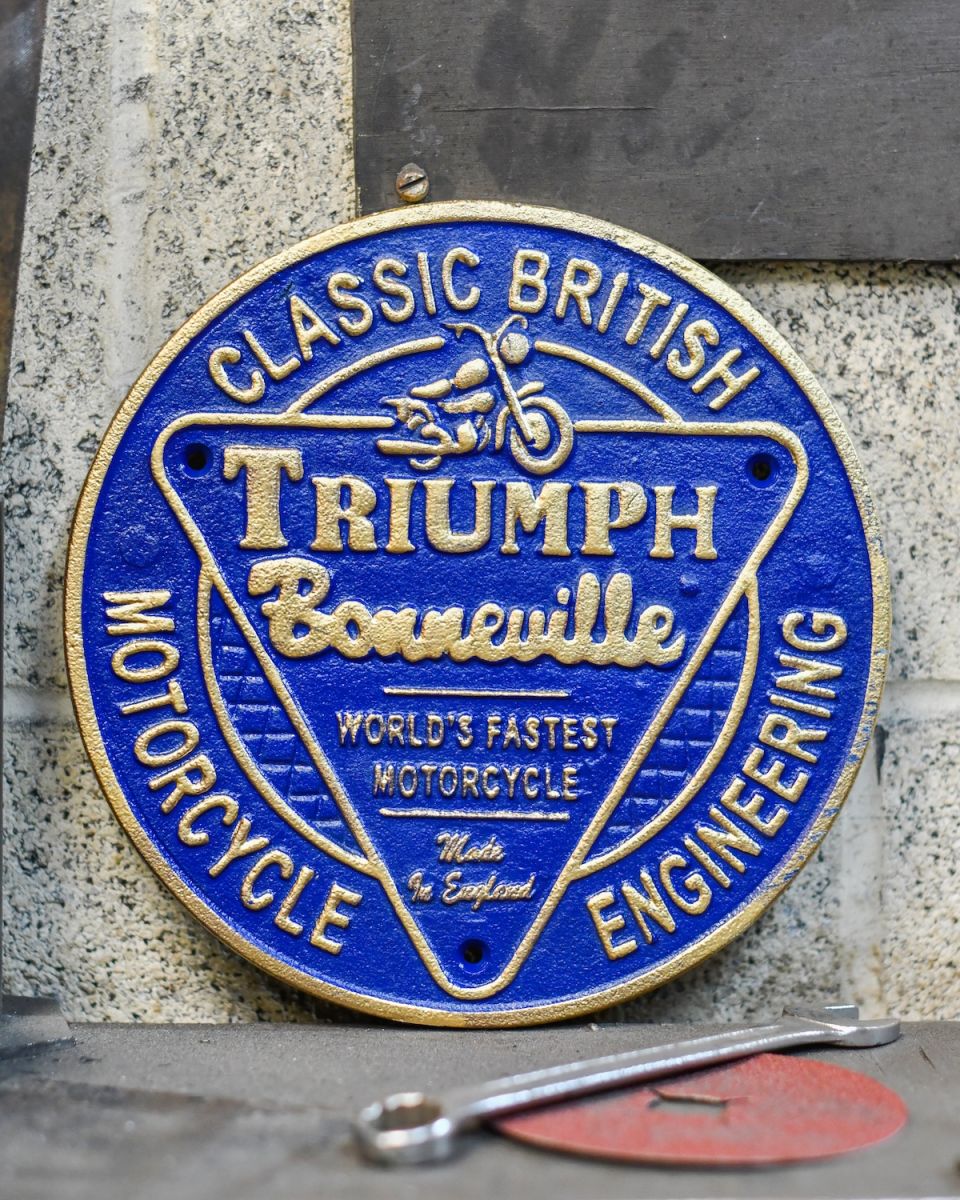 CLASSIC BRITISH
TRIUMPH
Bonneville
WORLD'S FASTEST
MOTORCYCLE
Made
In England
MOTORCYCLE
ENGINEERING